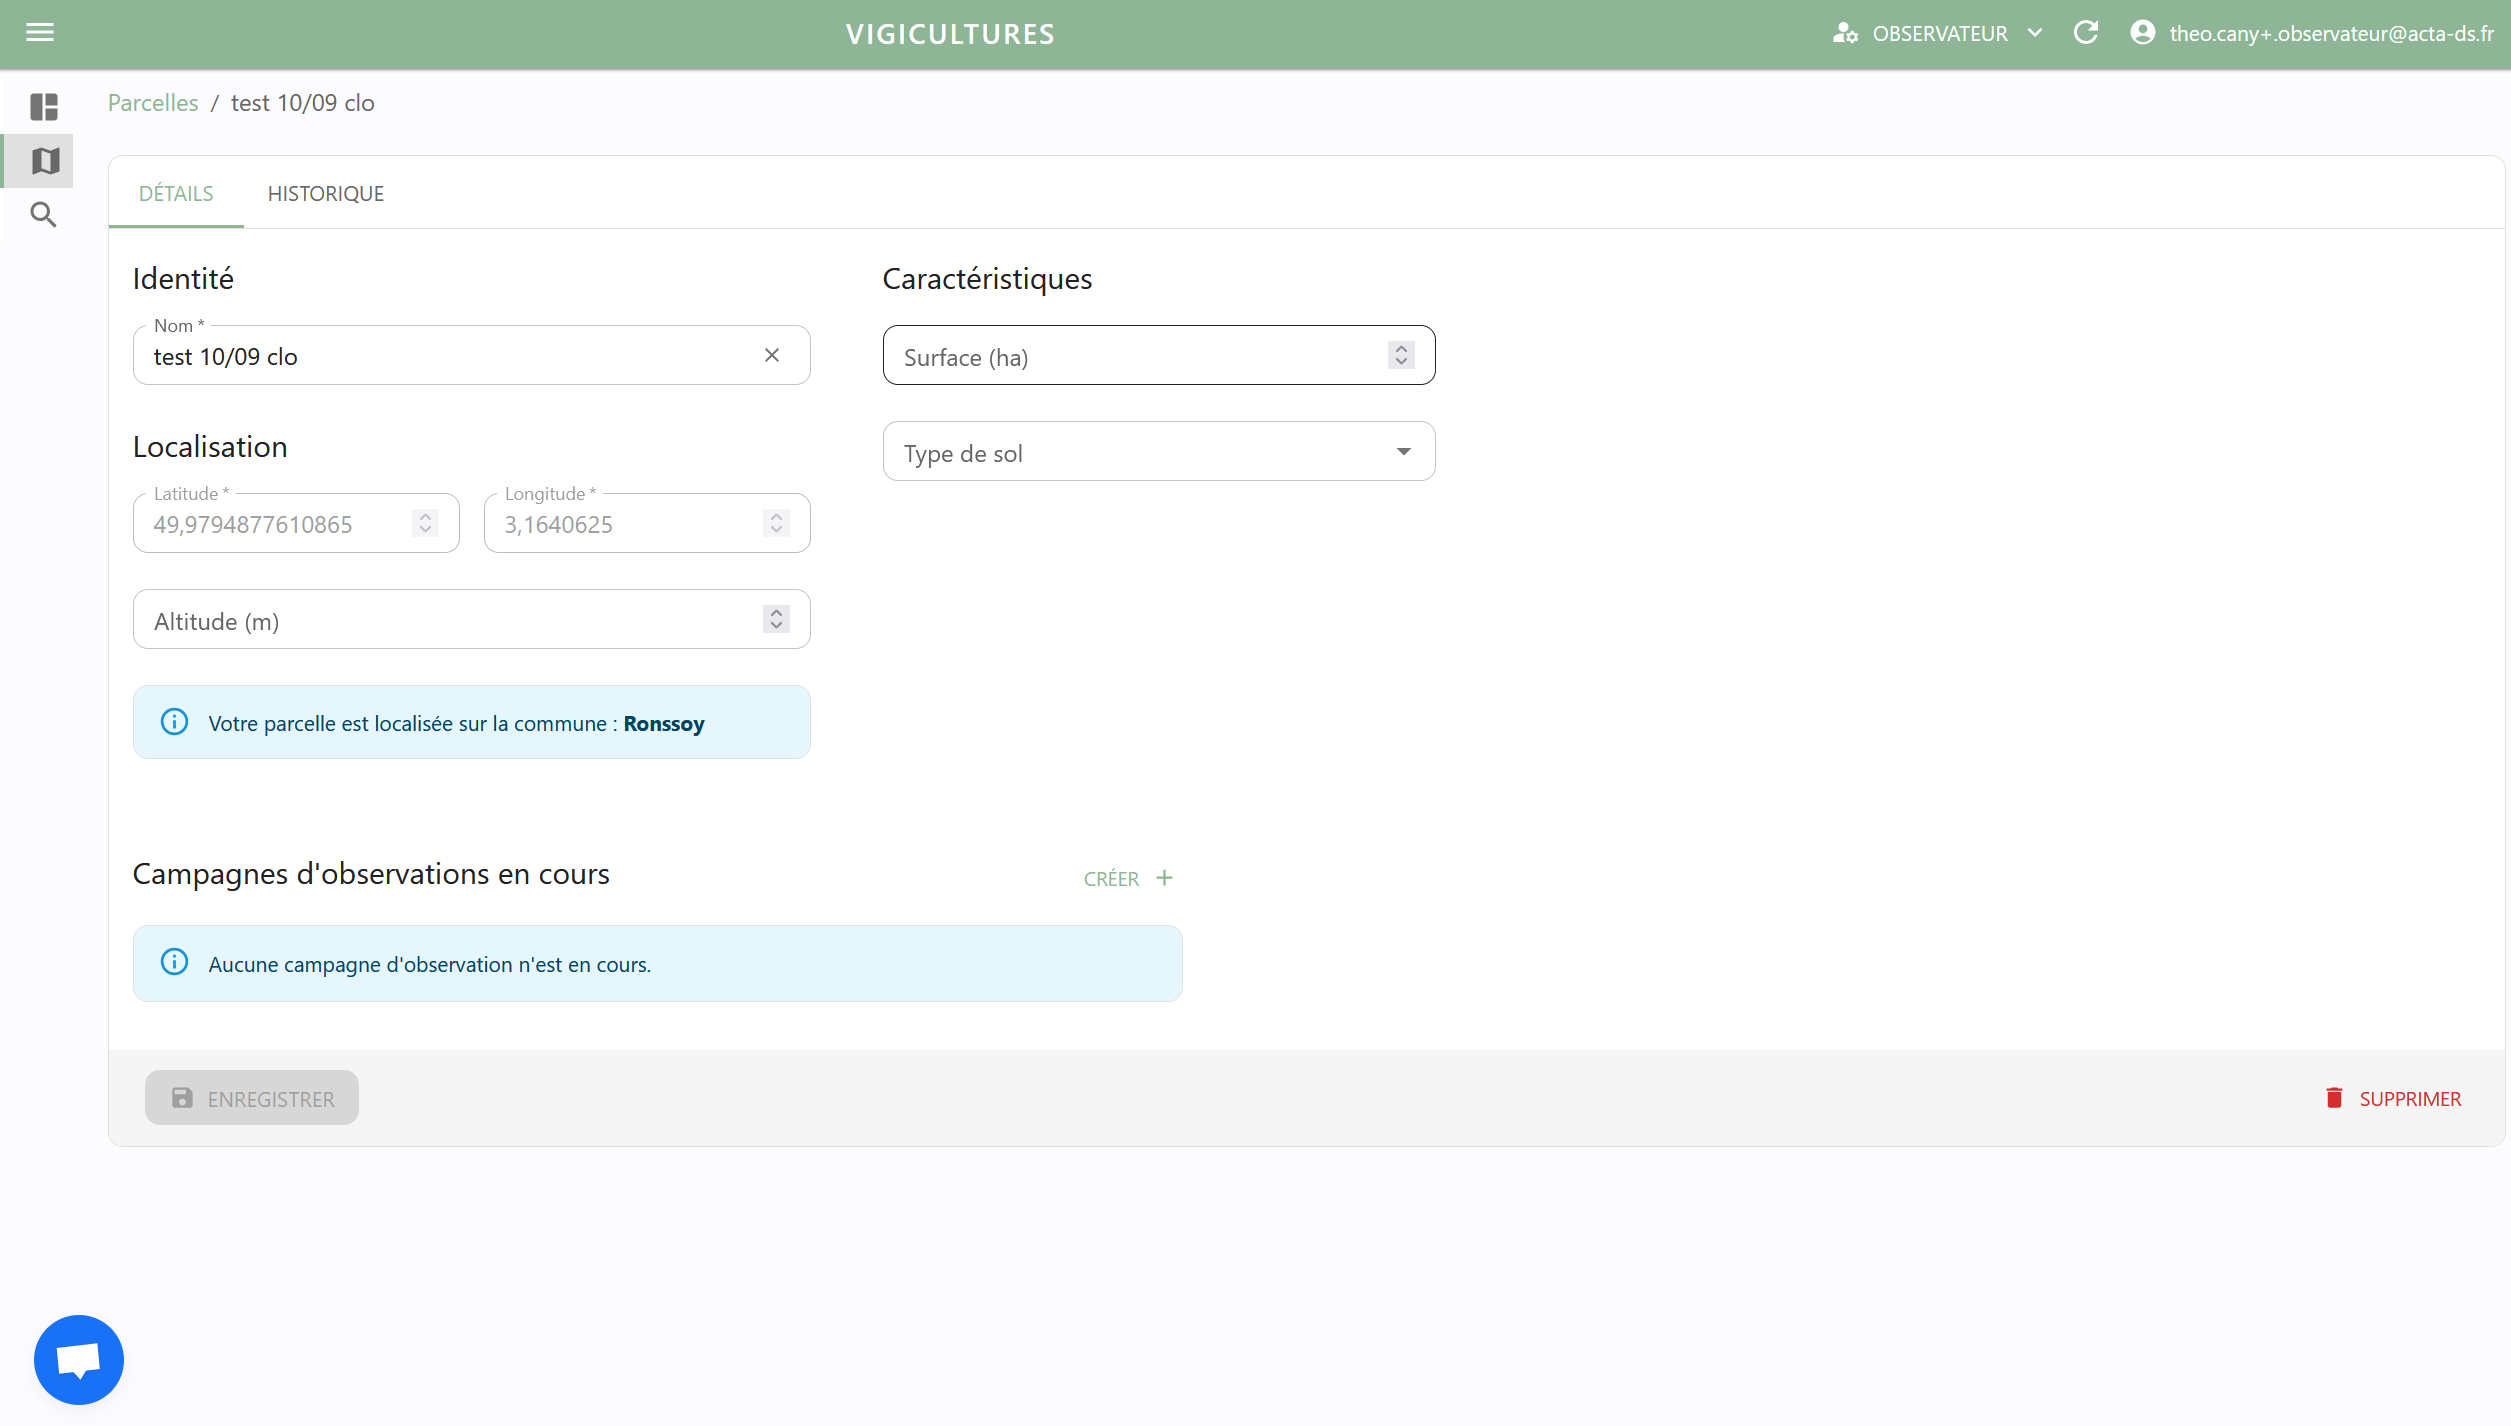 VIGICULTURES
OBSERVATEUR
theo.cany+.observateur@acta-ds.fr
Parcelles / test 10/09 clo
DÉTAILS
HISTORIQUE
Identité
Nom *
test 10/09 clo
Localisation
Latitude *
49,9794877610865
Longitude *
3,1640625
Altitude (m)
Votre parcelle est localisée sur la commune : Ronssoy
Caractéristiques
Surface (ha)
Type de sol
Campagnes d'observations en cours
CRÉER +
Aucune campagne d'observation n'est en cours.
ENREGISTRER
SUPPRIMER